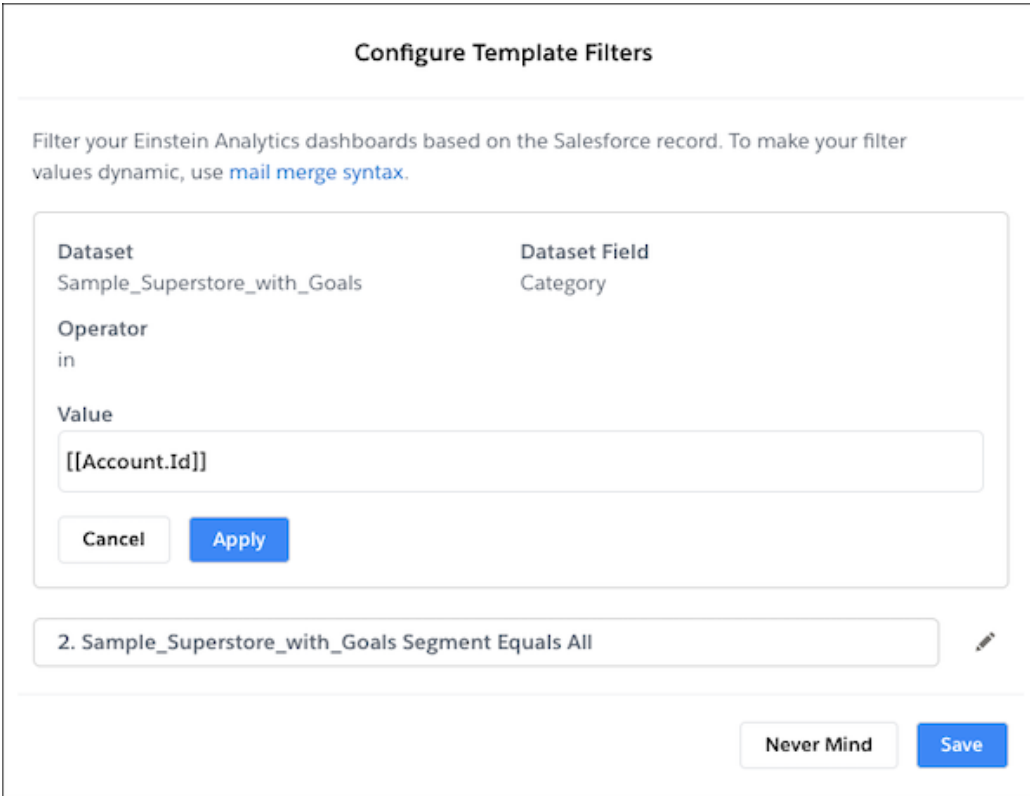 Configure Template Filters
Filter your Einstein Analytics dashboards based on the Salesforce record. To make your filter
values dynamic, use mail merge syntax.
Dataset
Sample_Superstore_with_Goals
Dataset Field
Category
Operator
in
Value
[[Account.Id]]
Cancel
Apply
2. Sample_Superstore_with_Goals Segment Equals All
Never Mind
Save